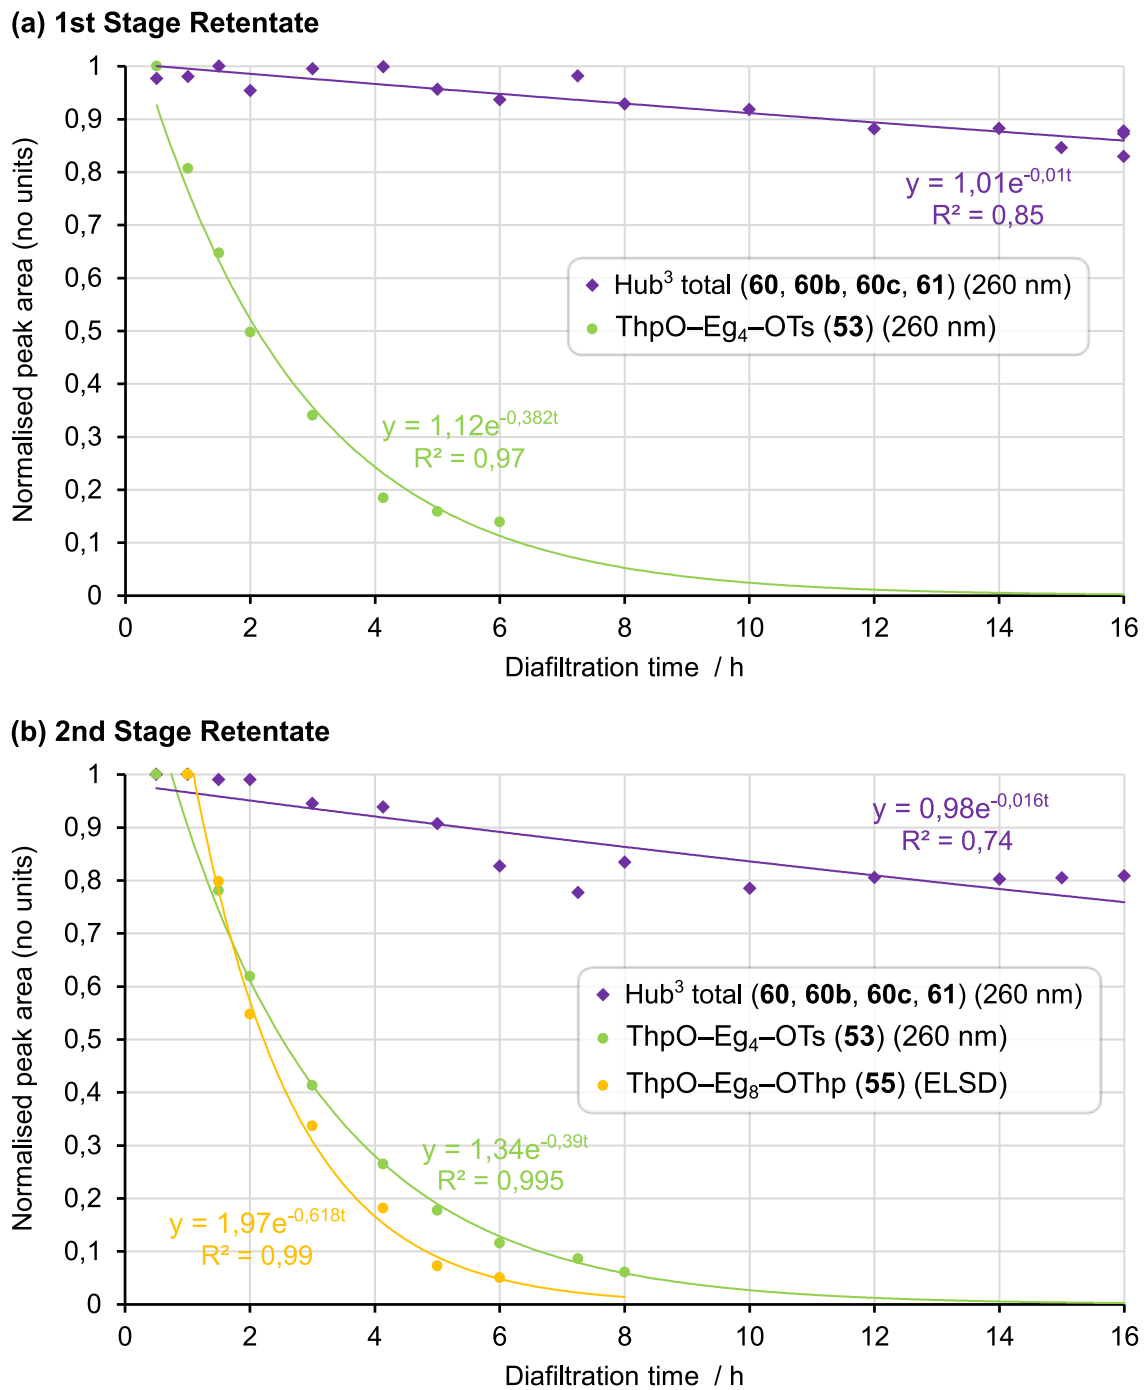 (a) 1st Stage Retentate
1
0,9
0,8
0,7
0,6
0,5
0,4
0,3
0,2
0,1
0
Normalised peak area (no units)
y = 1,01e^-0,01t
R² = 0,85
Hub³ total (60, 60b, 60c, 61) (260 nm)
ThpO–Eg₄–OTs (53) (260 nm)
y = 1,12e^-0,382t
R² = 0,97
0 2 4 6 8 10 12 14 16
Diafiltration time / h
(b) 2nd Stage Retentate
1
0,9
0,8
0,7
0,6
0,5
0,4
0,3
0,2
0,1
0
Normalised peak area (no units)
y = 0,98e^-0,016t
R² = 0,74
Hub³ total (60, 60b, 60c, 61) (260 nm)
ThpO–Eg₄–OTs (53) (260 nm)
ThpO–Eg₈–OThp (55) (ELSD)
y = 1,34e^-0,39t
R² = 0,995
y = 1,97e^-0,618t
R² = 0,99
0 2 4 6 8 10 12 14 16
Diafiltration time / h